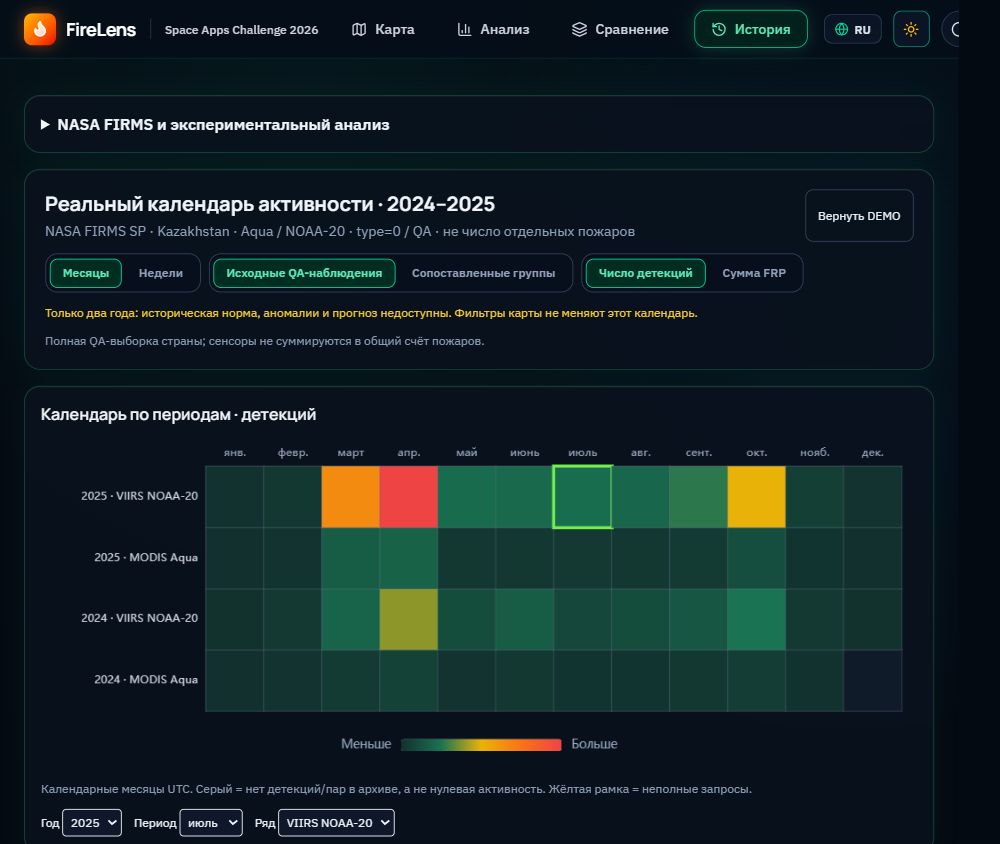 FireLens Space Apps Challenge 2026 Карта Анализ Сравнение История RU
▶ NASA FIRMS и экспериментальный анализ
Реальный календарь активности · 2024–2025
NASA FIRMS SP · Kazakhstan · Aqua / NOAA-20 · type=0 / QA · не число отдельных пожаров
Вернуть DEMO
Месяцы Недели Исходные QA-наблюдения Сопоставленные группы Число детекций Сумма FRP
Только два года: историческая норма, аномалии и прогноз недоступны. Фильтры карты не меняют этот календарь.
Полная QA-выборка страны; сенсоры не суммируются в общий счёт пожаров.
Календарь по периодам · детекций
янв. февр. март апр. май июнь июль авг. сент. окт. нояб. дек.
2025 · VIIRS NOAA-20
2025 · MODIS Aqua
2024 · VIIRS NOAA-20
2024 · MODIS Aqua
Меньше Больше
Календарные месяцы UTC. Серый = нет детекций/пар в архиве, а не нулевая активность. Жёлтая рамка = неполные запросы.
Год 2025 Период июль Ряд VIIRS NOAA-20